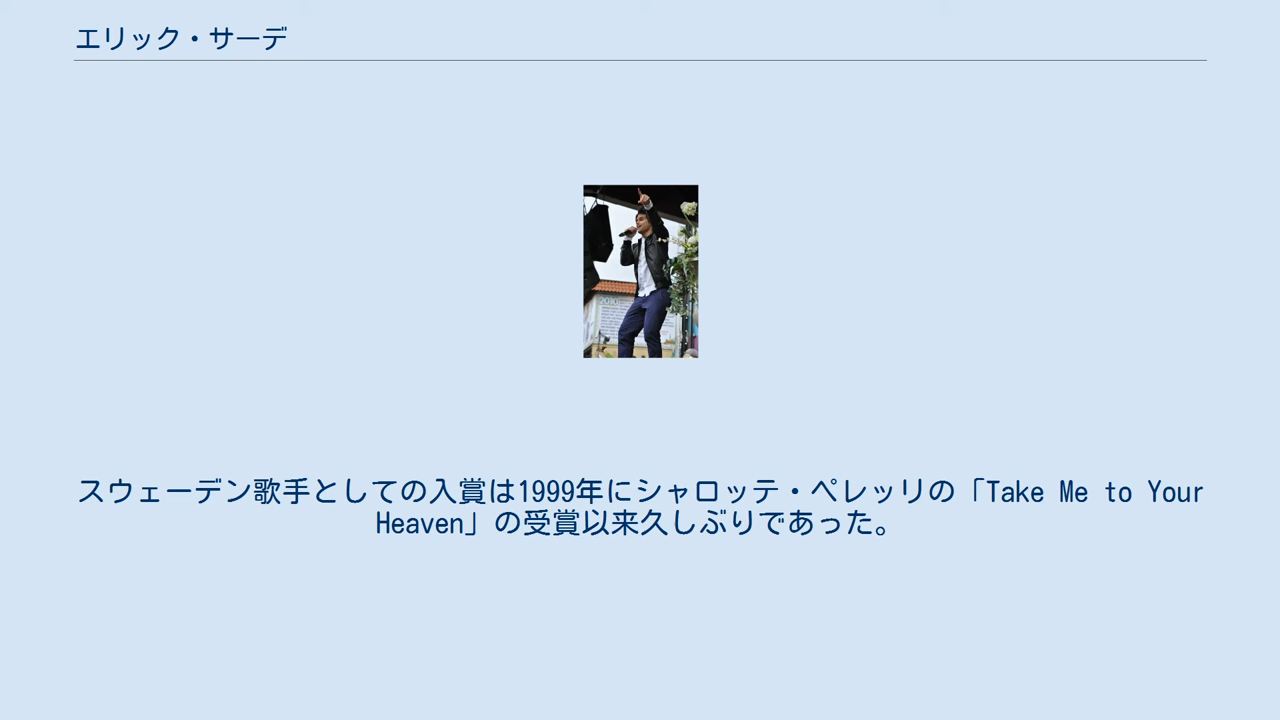 エリック・サーデ
スウェーデン歌手としての入賞は1999年にシャロッテ・ペレッリの「Take Me to Your
Heaven」の受賞以来久しぶりであった。